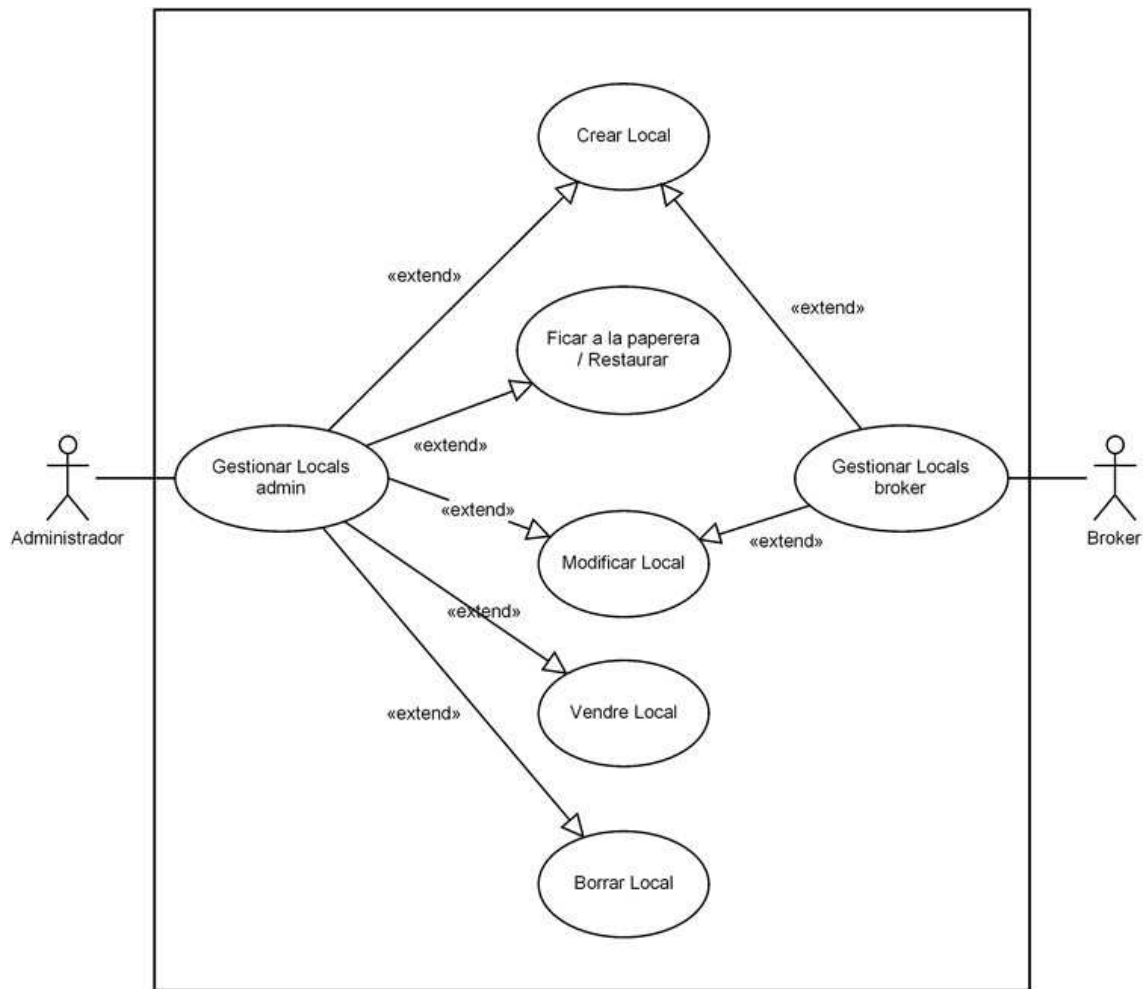 Crear Local
«extend»
«extend»
Ficar a la paperera
/ Restaurar
«extend»
Gestionar Locals
admin
Gestionar Locals
broker
«extend»
«extend»
Administrador
Broker
Modificar Local
«extend»
Vendre Local
«extend»
Borrar Local